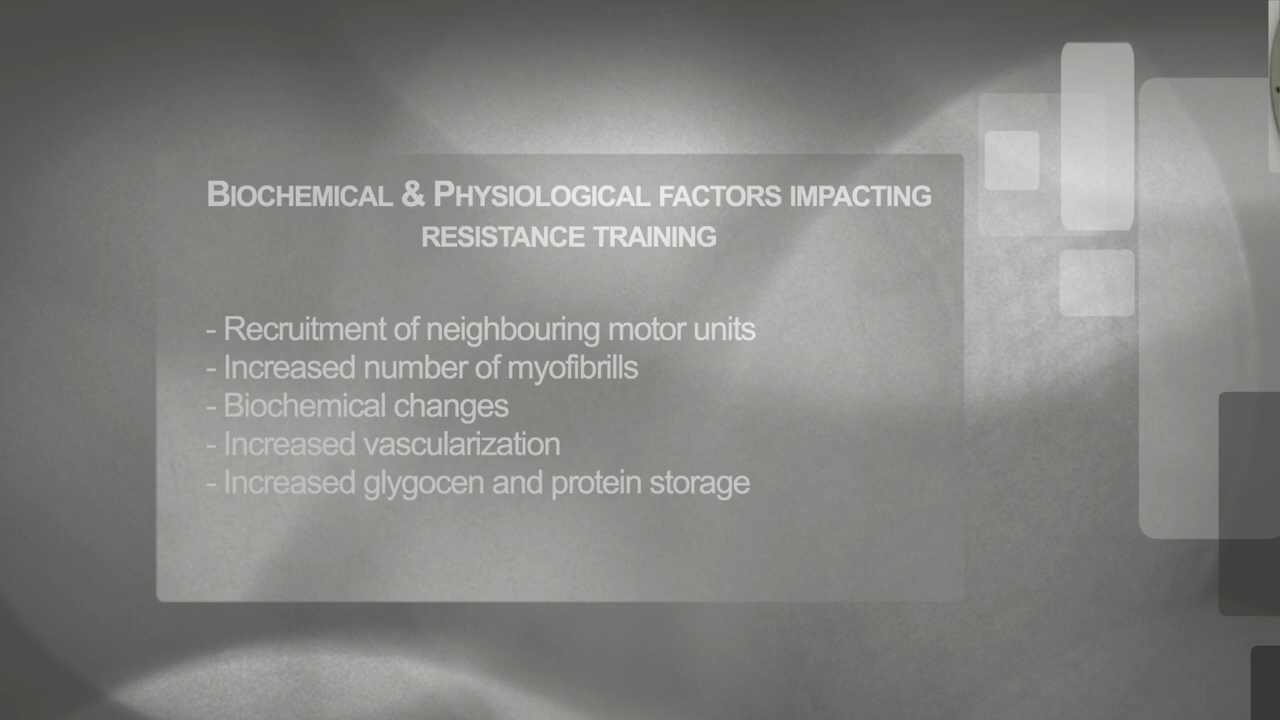 BIOCHEMICAL & PHYSIOLOGICAL FACTORS IMPACTING
RESISTANCE TRAINING
- Recruitment of neighbouring motor units
- Increased number of myofibrills
- Biochemical changes
- Increased vascularization
- Increased glygocen and protein storage